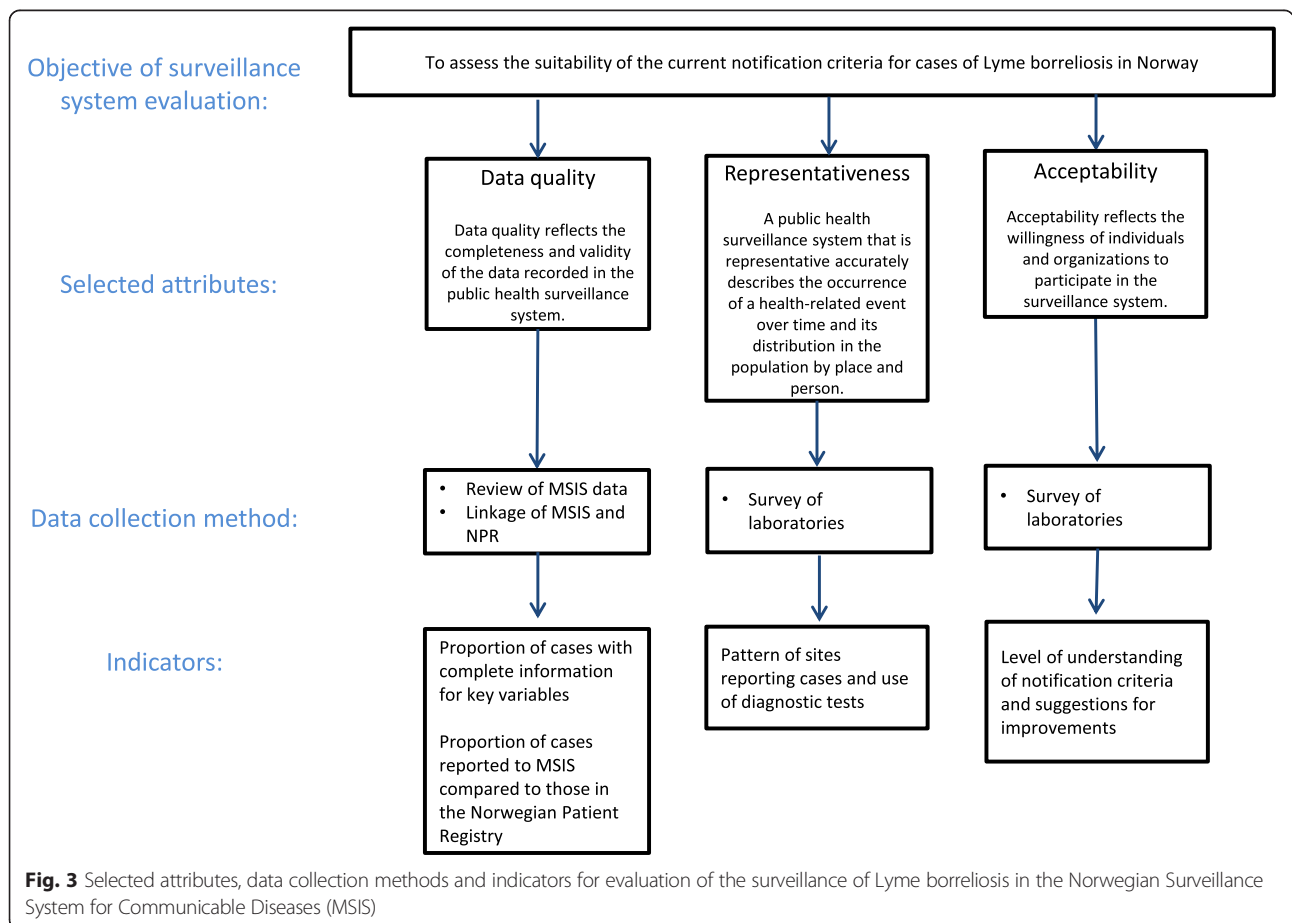 Objective of surveillance
system evaluation:
To assess the suitability of the current notification criteria for cases of Lyme borreliosis in Norway
Selected attributes:
Data quality
Data quality reflects the
completeness and validity
of the data recorded in the
public health surveillance
system.
Representativeness
A public health
surveillance system that is
representative accurately
describes the occurrence
of a health-related event
over time and its
distribution in the
population by place and
person.
Acceptability
Acceptability reflects the
willingness of individuals
and organizations to
participate in the
surveillance system.
Data collection method:
• Review of MSIS data
• Linkage of MSIS and
NPR
• Survey of
laboratories
• Survey of
laboratories
Indicators:
Proportion of cases with
complete information
for key variables
Proportion of cases
reported to MSIS
compared to those in
the Norwegian Patient
Registry
Pattern of sites
reporting cases and use
of diagnostic tests
Level of understanding
of notification criteria
and suggestions for
improvements
Fig. 3 Selected attributes, data collection methods and indicators for evaluation of the surveillance of Lyme borreliosis in the Norwegian Surveillance
System for Communicable Diseases (MSIS)